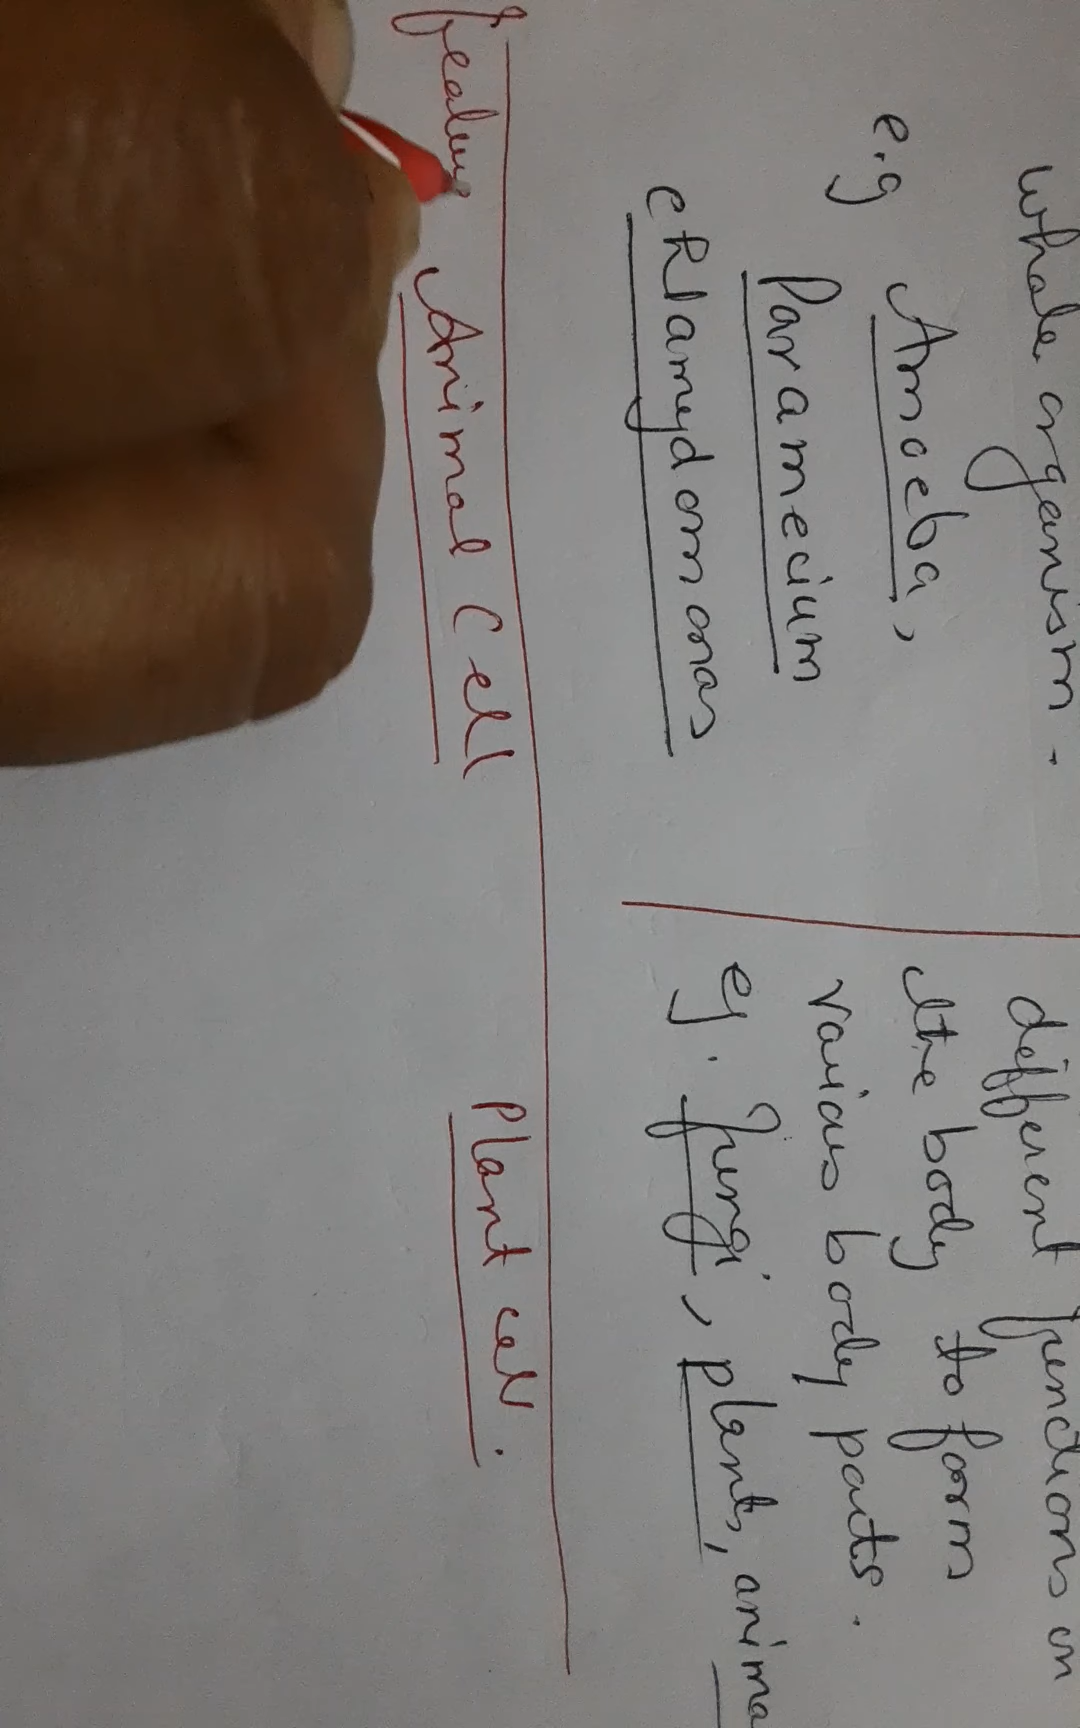 whole organism.
e.g Amoeba,
Paramecium
chlamydomonas
different functions in
the body to form
various body parts.
eg. fungi, plants, anima
feature Animal Cell Plant cell.